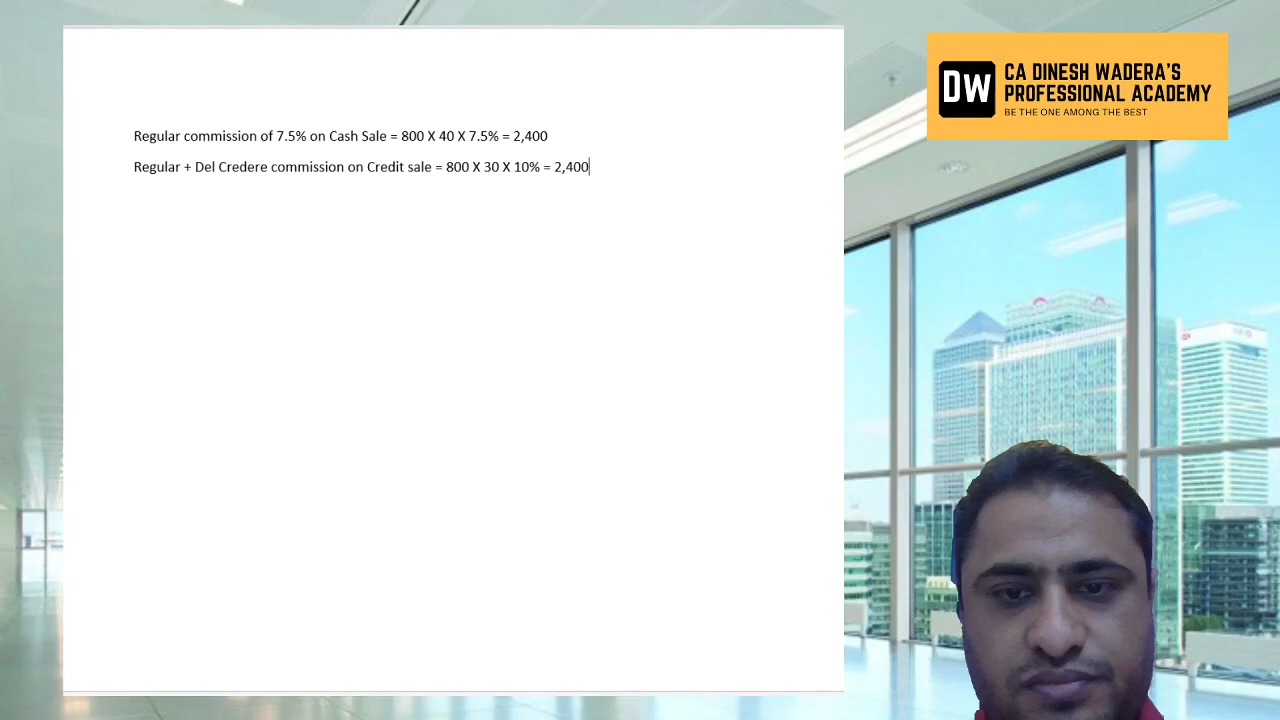 Regular commission of 7.5% on Cash Sale = 800 X 40 X 7.5% = 2,400
Regular + Del Credere commission on Credit sale = 800 X 30 X 10% = 2,400
DW
CA DINESH WADERA'S
PROFESSIONAL ACADEMY
BE THE ONE AMONG THE BEST